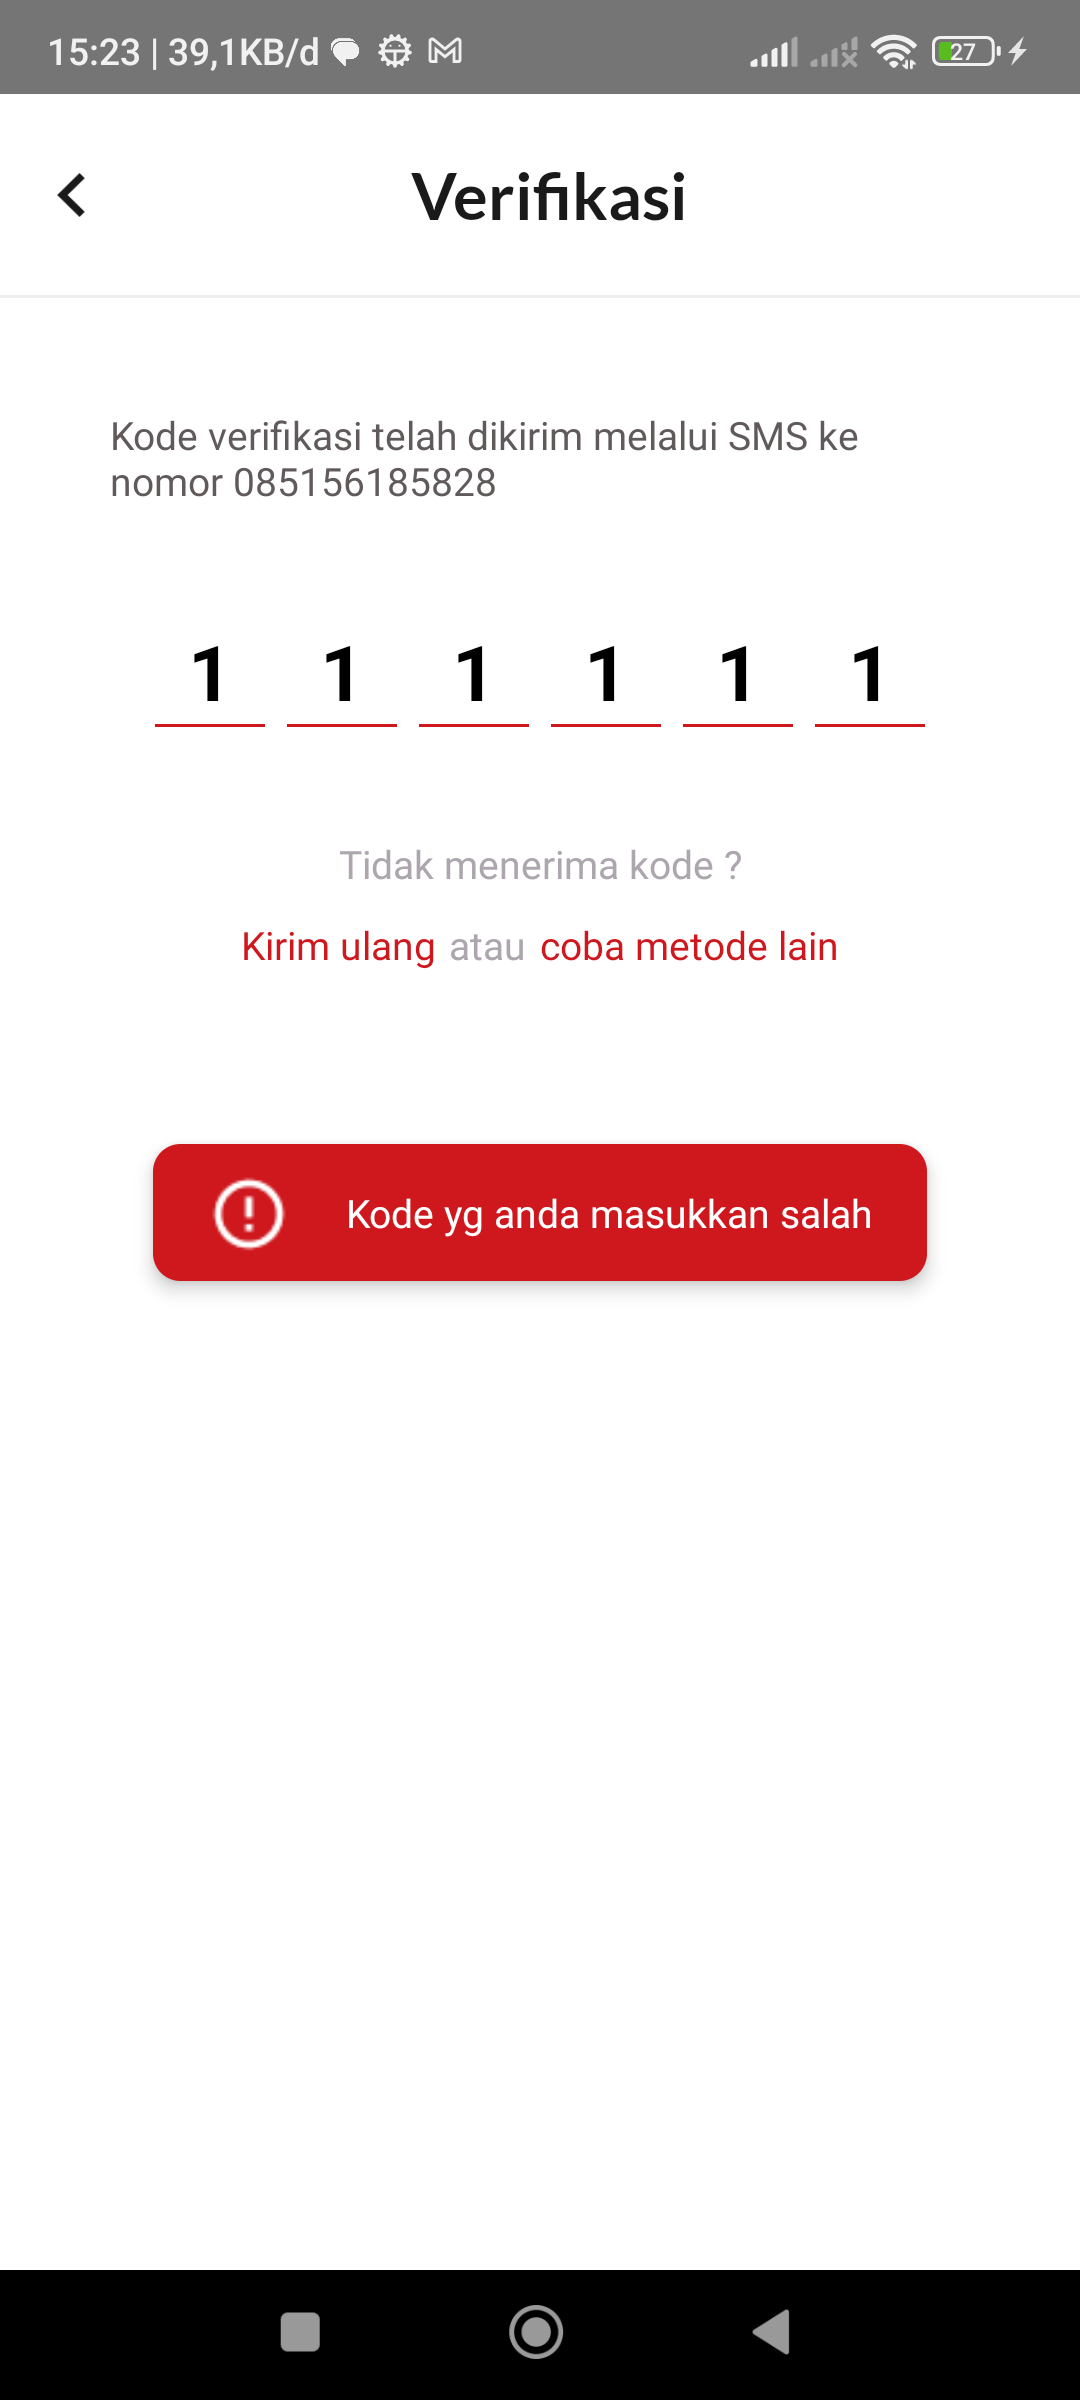 15:23 | 39,1KB/d
27
Verifikasi
Kode verifikasi telah dikirim melalui SMS ke
nomor 085156185828
1 1 1 1 1 1
Tidak menerima kode ?
Kirim ulang atau coba metode lain
Kode yg anda masukkan salah